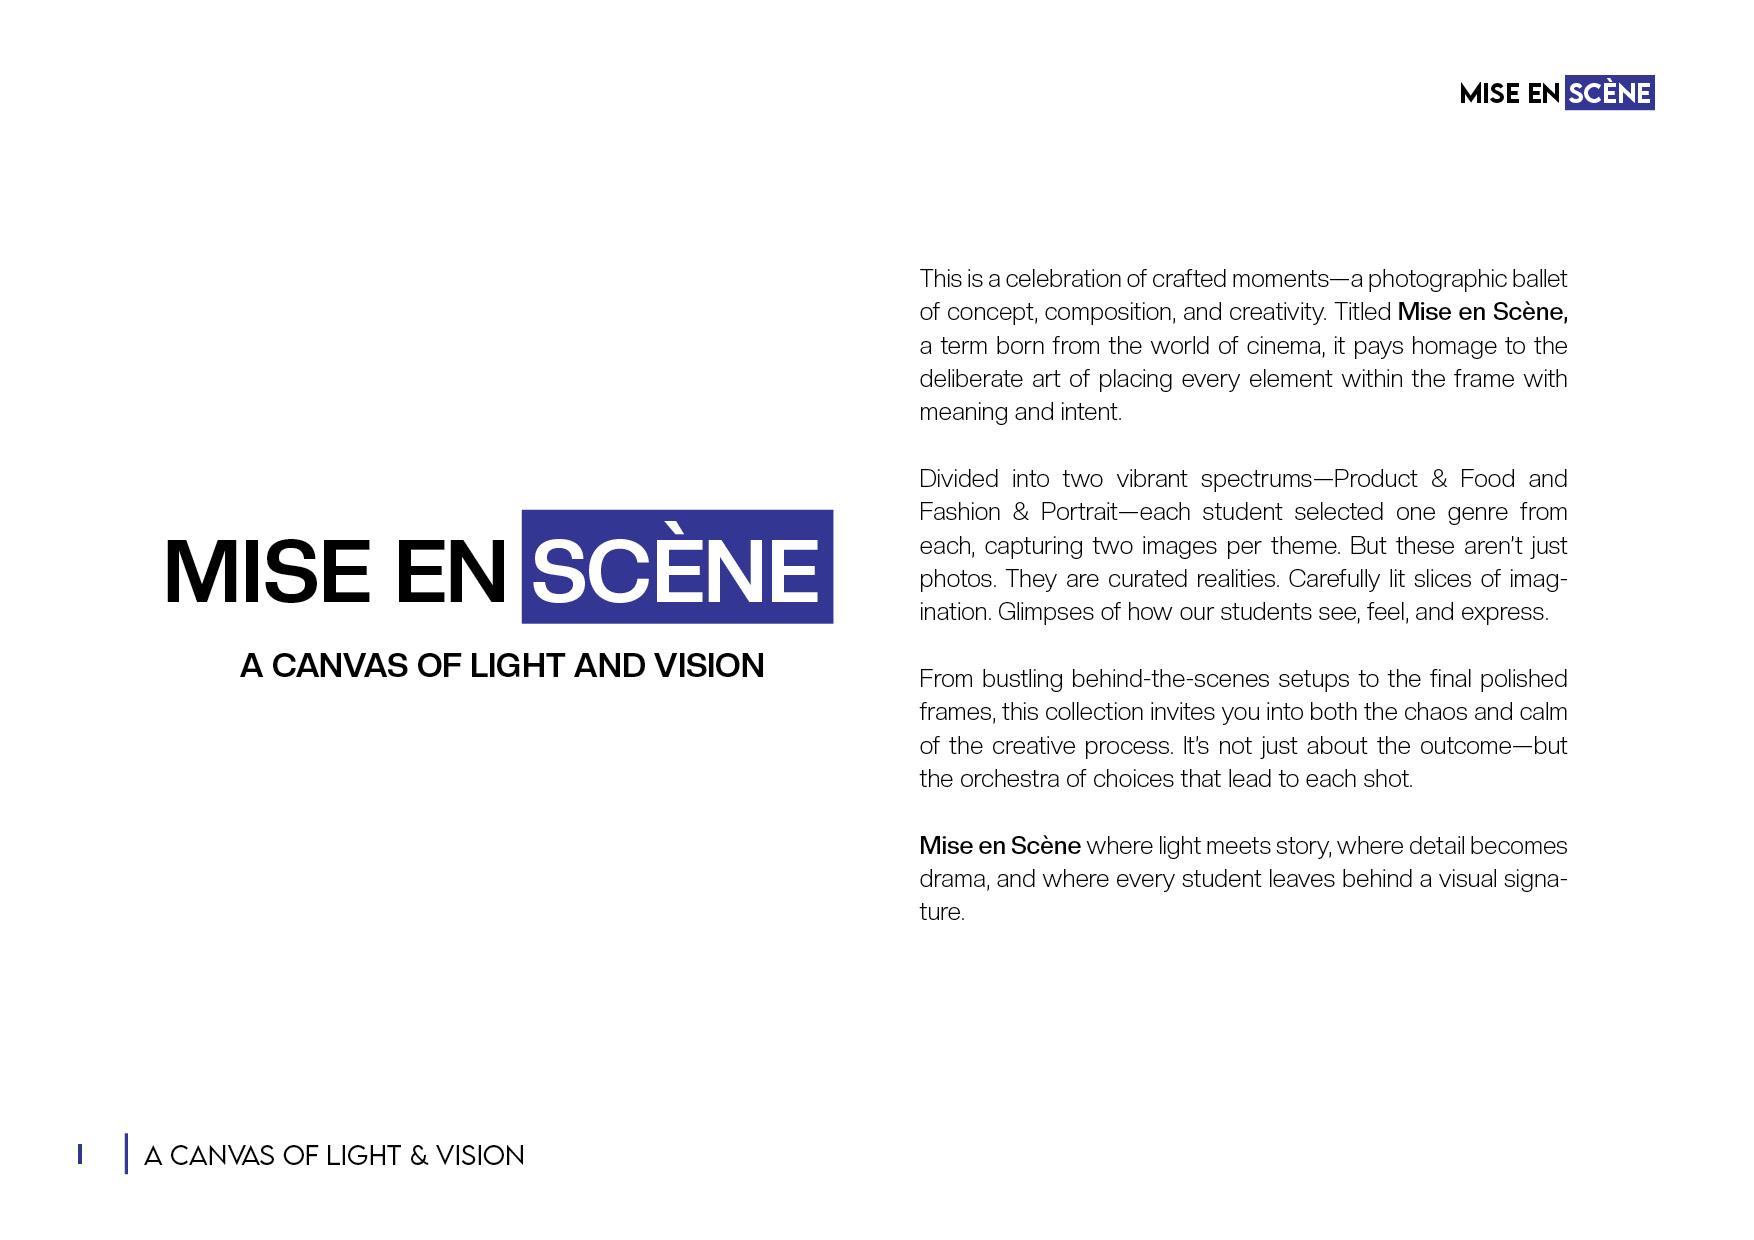 MISE EN SCÈNE
MISE EN SCÈNE
A CANVAS OF LIGHT AND VISION
This is a celebration of crafted moments—a photographic ballet
of concept, composition, and creativity. Titled Mise en Scène,
a term born from the world of cinema, it pays homage to the
deliberate art of placing every element within the frame with
meaning and intent.
Divided into two vibrant spectrums—Product & Food and
Fashion & Portrait—each student selected one genre from
each, capturing two images per theme. But these aren’t just
photos. They are curated realities. Carefully lit slices of imag-
ination. Glimpses of how our students see, feel, and express.
From bustling behind-the-scenes setups to the final polished
frames, this collection invites you into both the chaos and calm
of the creative process. It’s not just about the outcome—but
the orchestra of choices that lead to each shot.
Mise en Scène where light meets story, where detail becomes
drama, and where every student leaves behind a visual signa-
ture.
I
A CANVAS OF LIGHT & VISION